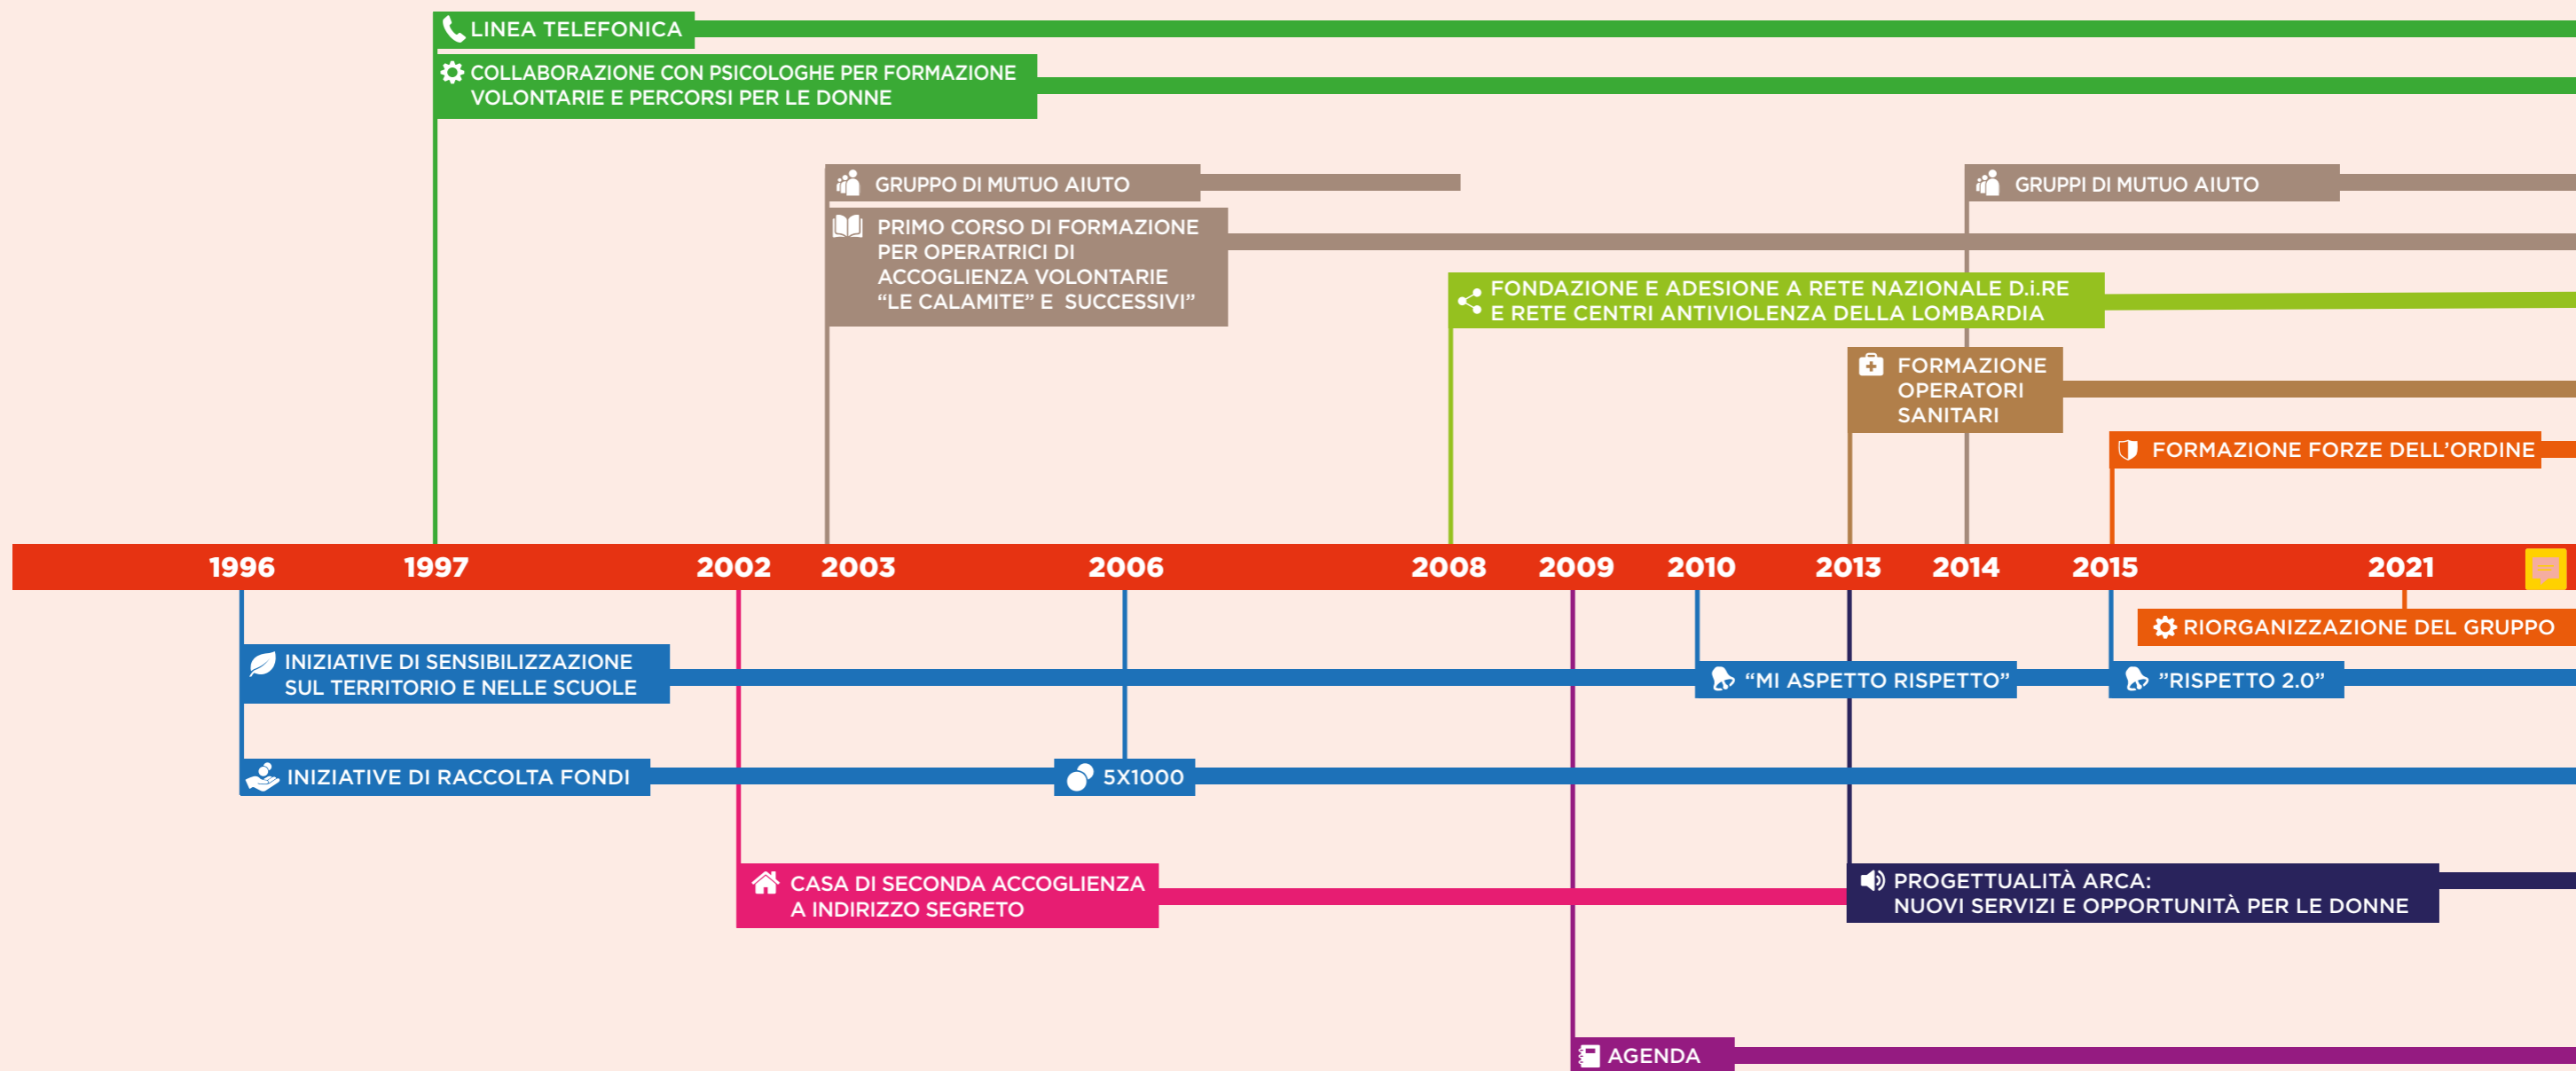 LINEA TELEFONICA
COLLABORAZIONE CON PSICOLOGHE PER FORMAZIONE
VOLONTARIE E PERCORSI PER LE DONNE
GRUPPO DI MUTUO AIUTO
GRUPPI DI MUTUO AIUTO
PRIMO CORSO DI FORMAZIONE
PER OPERATRICI DI
ACCOGLIENZA VOLONTARIE
“LE CALAMITE” E SUCCESSIVI”
FONDAZIONE E ADESIONE A RETE NAZIONALE D.i.RE
E RETE CENTRI ANTIVIOLENZA DELLA LOMBARDIA
FORMAZIONE
OPERATORI
SANITARI
FORMAZIONE FORZE DELL’ORDINE
1996 1997 2002 2003 2006 2008 2009 2010 2013 2014 2015 2021
RIORGANIZZAZIONE DEL GRUPPO
INIZIATIVE DI SENSIBILIZZAZIONE
SUL TERRITORIO E NELLE SCUOLE
“MI ASPETTO RISPETTO”
”RISPETTO 2.0”
INIZIATIVE DI RACCOLTA FONDI
5X1000
CASA DI SECONDA ACCOGLIENZA
A INDIRIZZO SEGRETO
PROGETTUALITÀ ARCA:
NUOVI SERVIZI E OPPORTUNITÀ PER LE DONNE
AGENDA